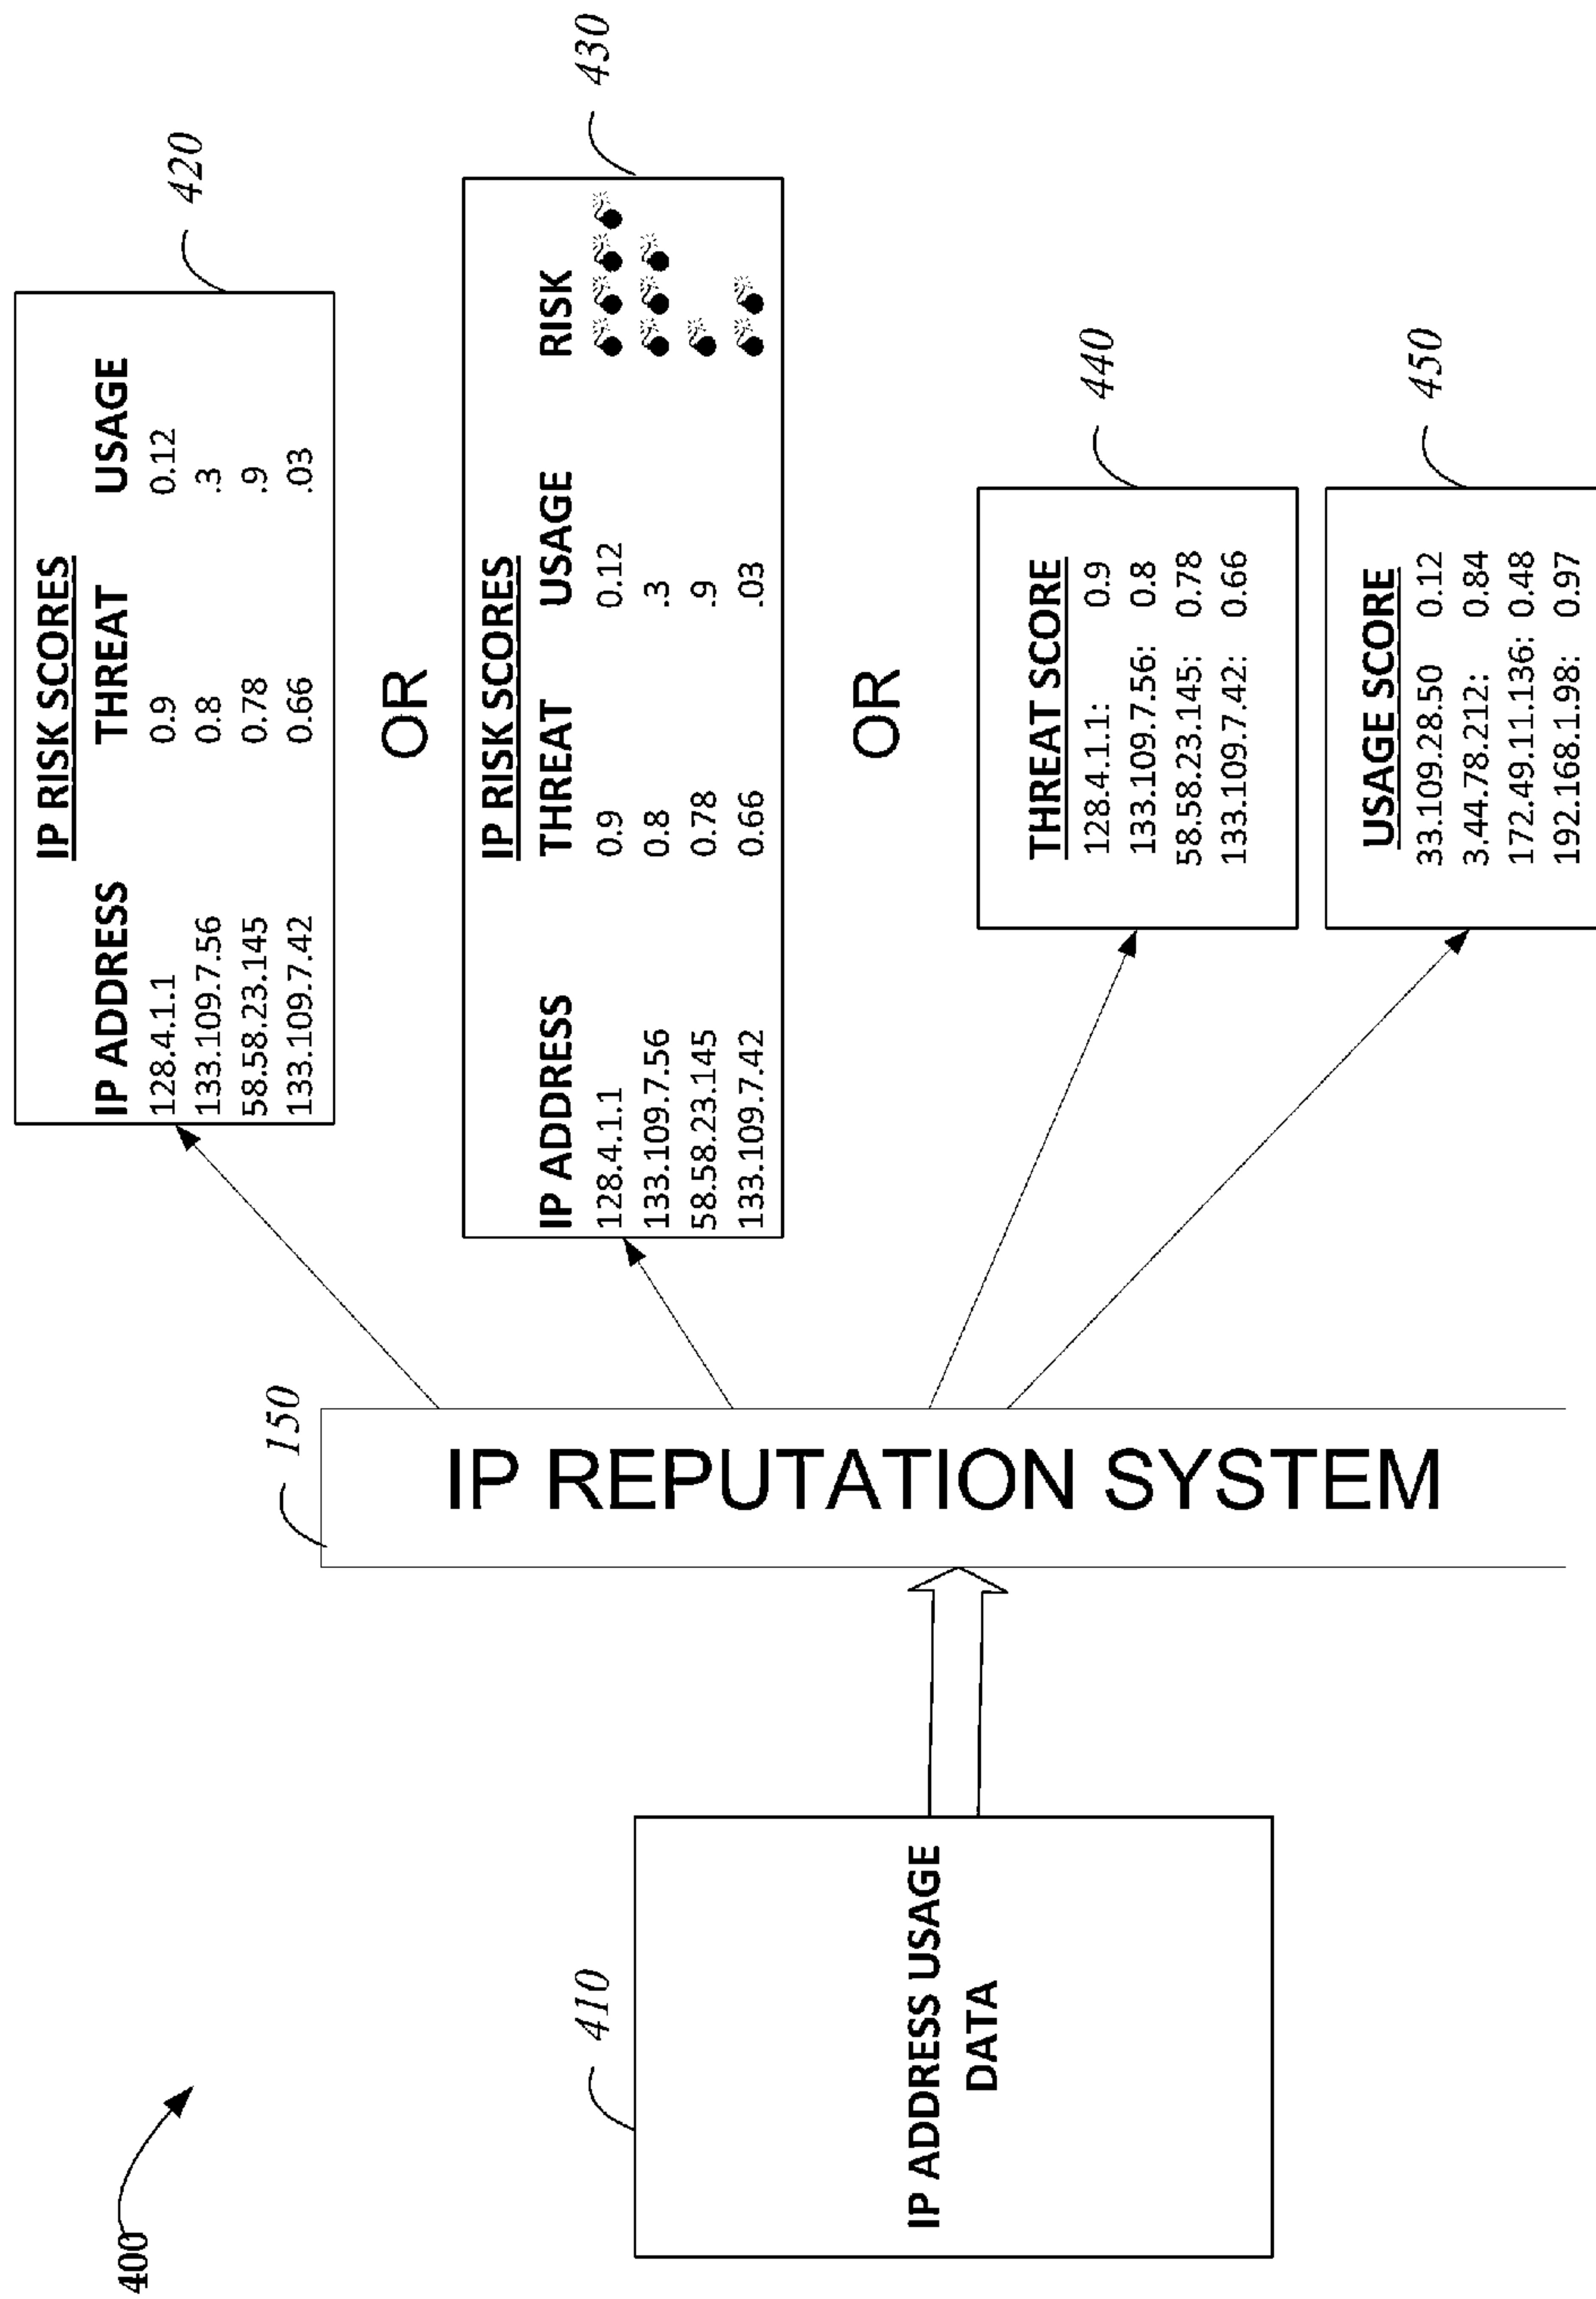 400
410
IP ADDRESS USAGE
DATA
150
IP REPUTATION SYSTEM
420
IP RISK SCORES
IP ADDRESS THREAT USAGE
128.4.1.1 0.9 0.12
133.109.7.56 0.8 .3
58.58.23.145 0.78 .9
133.109.7.42 0.66 .03
OR
430
IP RISK SCORES
IP ADDRESS THREAT USAGE RISK
128.4.1.1 0.9 0.12
133.109.7.56 0.8 .3
58.58.23.145 0.78 .9
133.109.7.42 0.66 .03
OR
440
THREAT SCORE
128.4.1.1: 0.9
133.109.7.56: 0.8
58.58.23.145: 0.78
133.109.7.42: 0.66
450
USAGE SCORE
33.109.28.50 0.12
3.44.78.212: 0.84
172.49.11.136: 0.48
192.168.1.98: 0.97